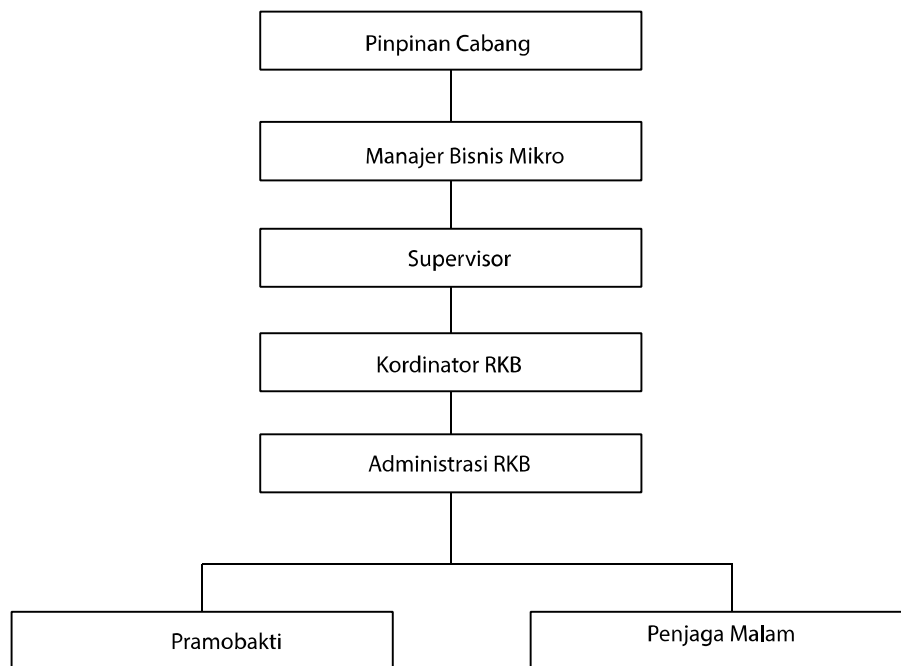 Pinpinan Cabang
Manajer Bisnis Mikro
Supervisor
Kordinator RKB
Administrasi RKB
Pramobakti
Penjaga Malam